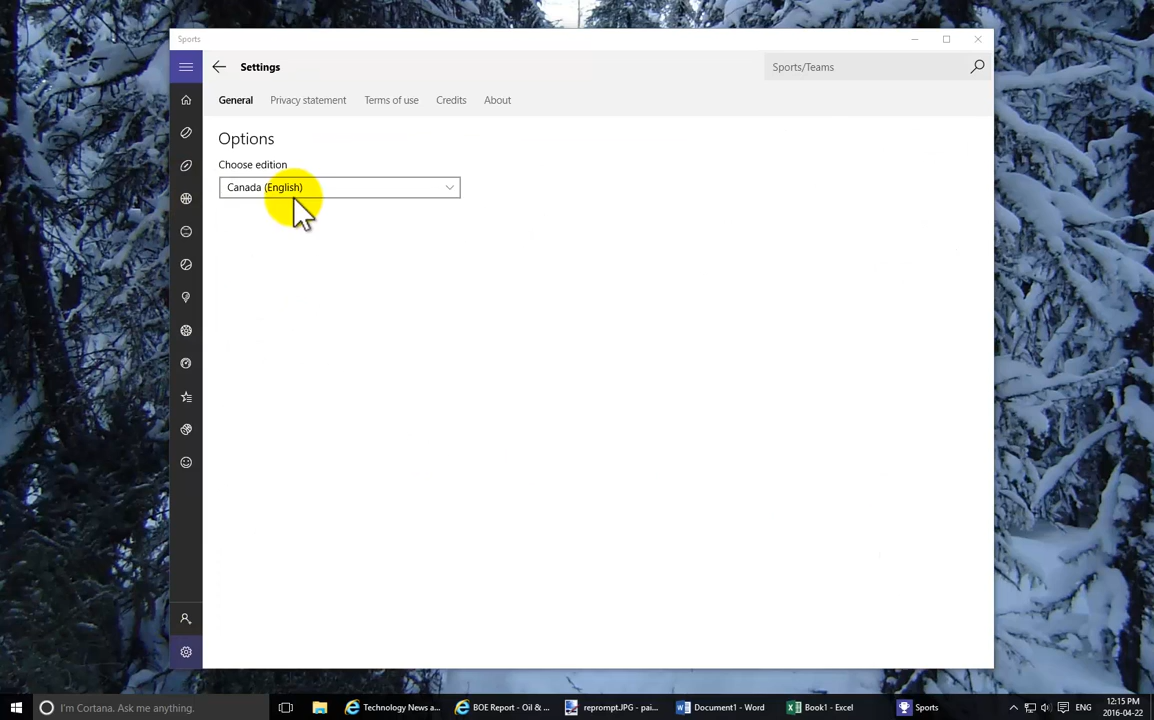 Sports
Settings
Sports/Teams
General Privacy statement Terms of use Credits About
Options
Choose edition
Canada (English)
I'm Cortana. Ask me anything.
Technology News a...
BOE Report - Oil & ...
reprompt.JPG - pai...
Document1 - Word
Book1 - Excel
Sports
ENG
12:15 PM
2016-04-22